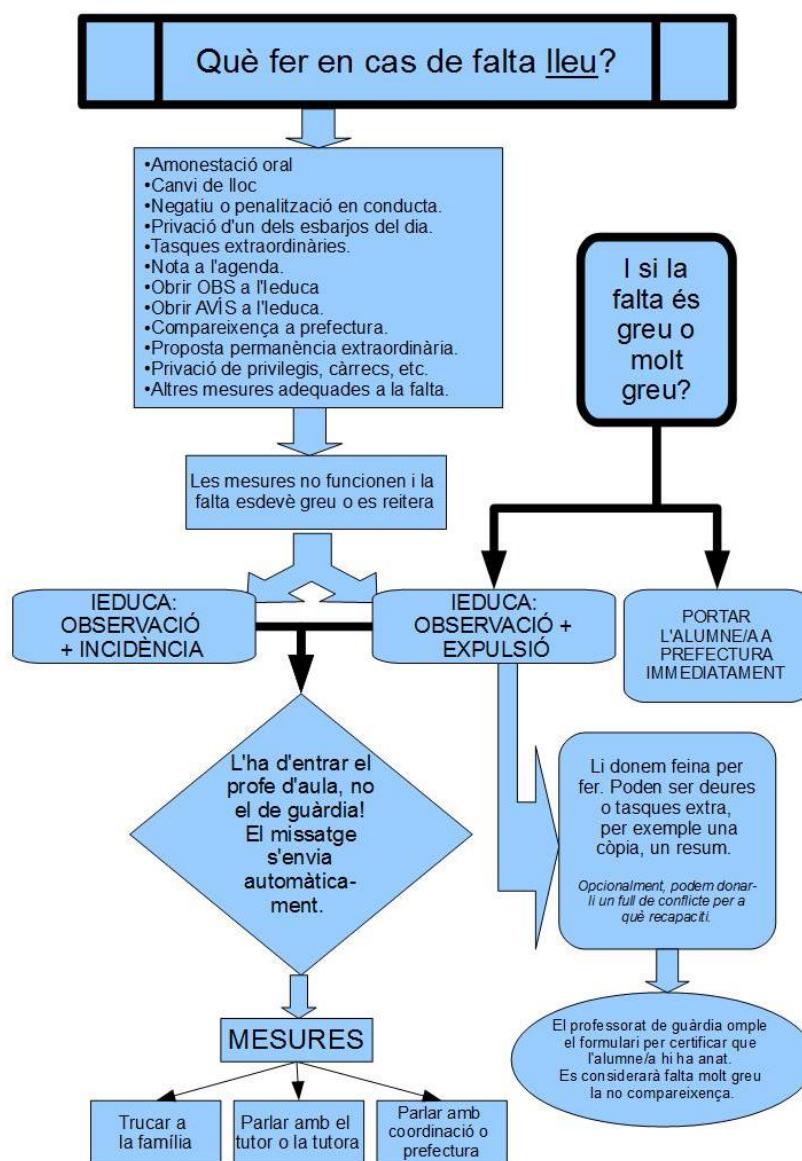 Què fer en cas de falta lleu?
•Amonestació oral
•Canvi de lloc
•Negatiu o penalització en conducta.
•Privació d'un dels esbarjos del dia.
•Tasques extraordinàries.
•Nota a l'agenda.
•Obrir OBS a l'Ieduca
•Obrir AVÍS a l'Ieduca.
•Compareixença a prefectura.
•Proposta permanència extraordinària.
•Privació de privilegis, càrrecs, etc.
•Altres mesures adequades a la falta.
I si la
falta és
greu o
molt
greu?
Les mesures no funcionen i la
falta esdevè greu o es reitera
IEDUCA:
OBSERVACIÓ
+ INCIDÈNCIA
IEDUCA:
OBSERVACIÓ +
EXPULSIÓ
PORTAR
L'ALUMNE/A A
PREFECTURA
IMMEDIATAMENT
L'ha d'entrar el
profe d'aula, no
el de guàrdia!
El missatge
s'envia
automàtica-
ment.
Li donem feina per
fer. Poden ser deures
o tasques extra,
per exemple una
còpia, un resum.
Opcionalment, podem donar-
li un full de conflicte per a
què recapaciti.
El professorat de guàrdia omple
el formulari per certificar que
l'alumne/a hi ha anat.
Es considerarà falta molt greu
la no compareixença.
MESURES
Trucar a
la família
Parlar amb el
tutor o la tutora
Parlar amb
coordinació o
prefectura